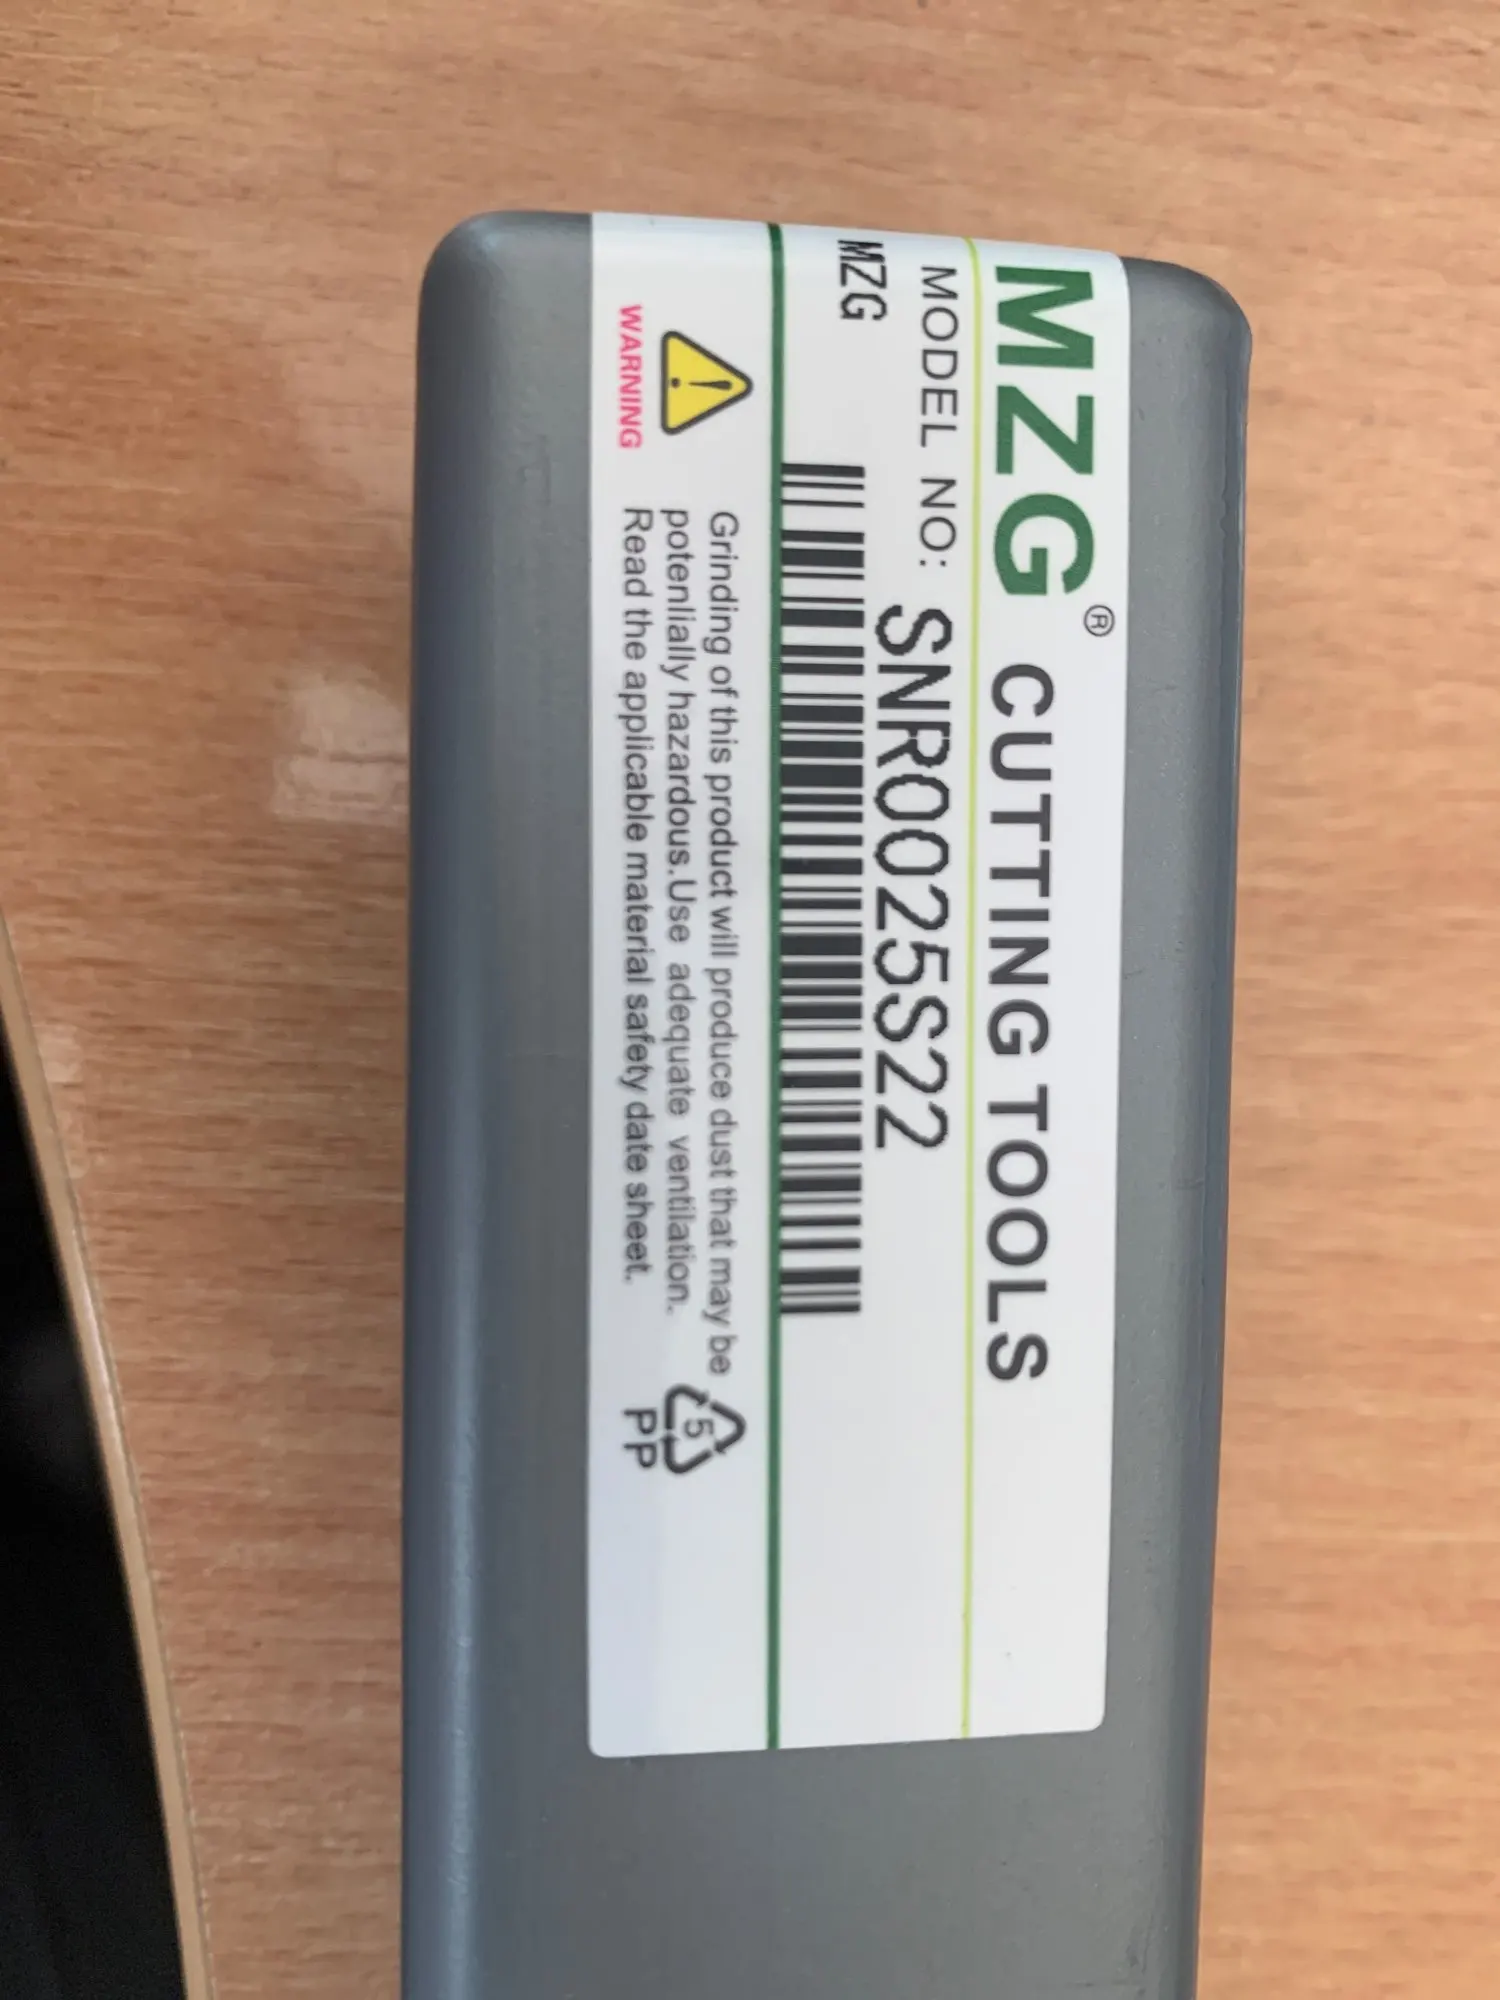 MZG® CUTTING TOOLS
MODEL NO: SNR0025S22
MZG
WARNING
Grinding of this product will produce dust that may be
potenlially hazardous.Use adequate ventilation.
Read the applicable material safety date sheet.
5
PP